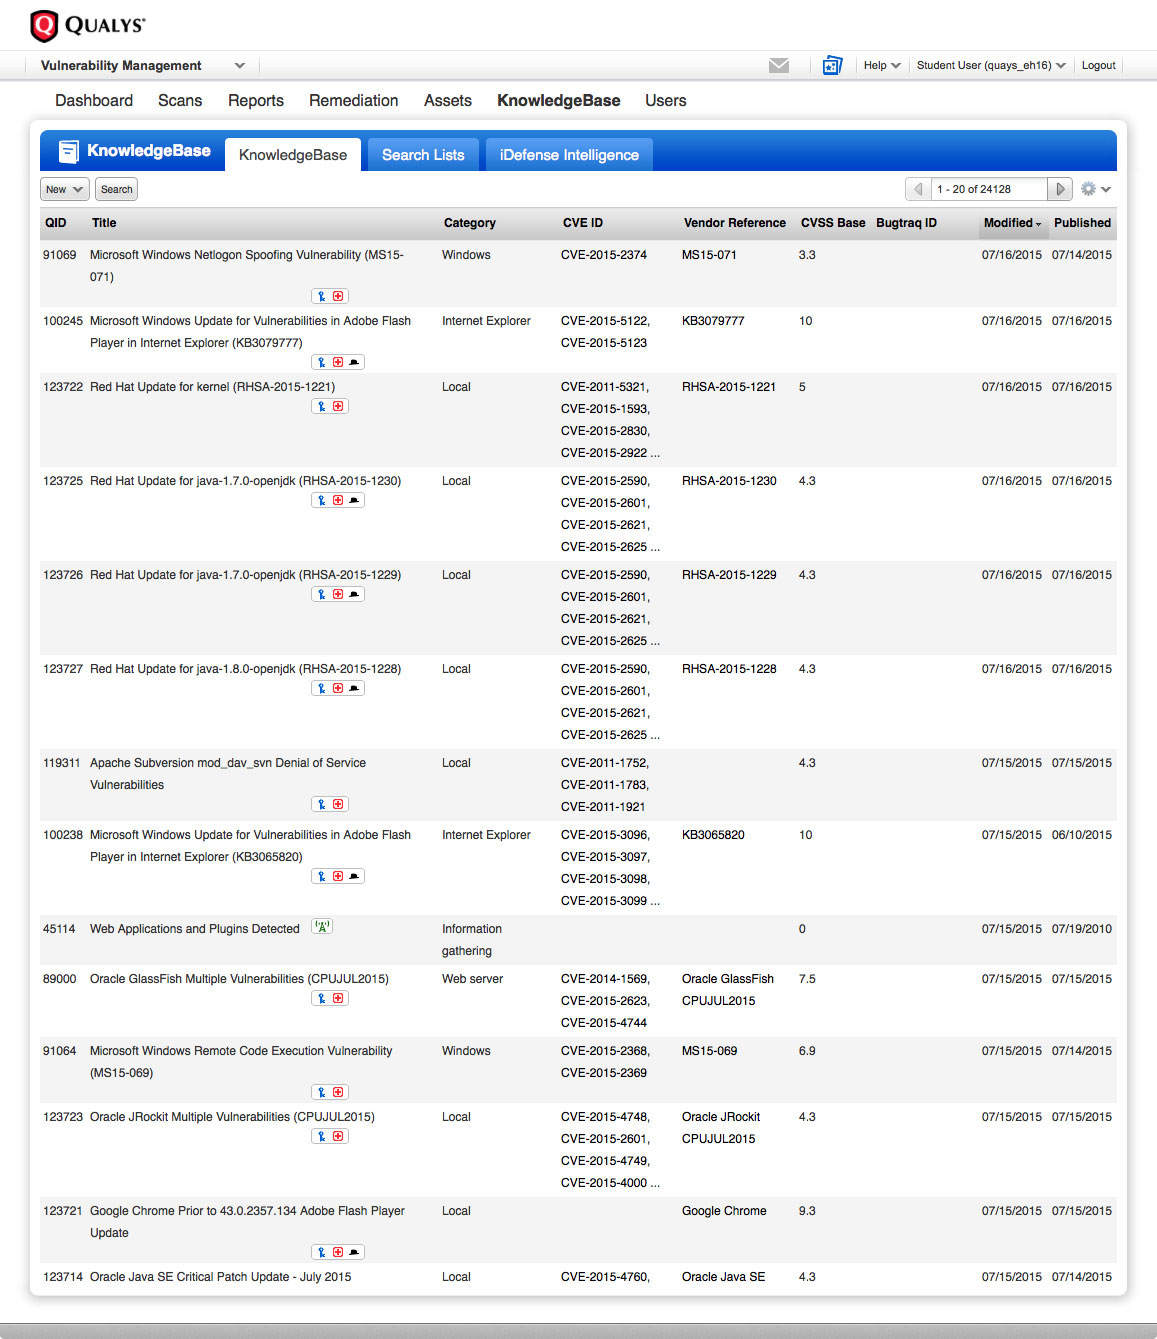 QUALYS®
Vulnerability Management
Help Student User (quays_eh16) Logout
Dashboard Scans Reports Remediation Assets KnowledgeBase Users
KnowledgeBase KnowledgeBase Search Lists iDefense Intelligence
New Search 1 - 20 of 24128
QID Title Category CVE ID Vendor Reference CVSS Base Bugtraq ID Modified Published
91069 Microsoft Windows Netlogon Spoofing Vulnerability (MS15- Windows CVE-2015-2374 MS15-071 3.3 07/16/2015 07/14/2015
071)
100245 Microsoft Windows Update for Vulnerabilities in Adobe Flash Internet Explorer CVE-2015-5122, KB3079777 10 07/16/2015 07/16/2015
Player in Internet Explorer (KB3079777) CVE-2015-5123
123722 Red Hat Update for kernel (RHSA-2015-1221) Local CVE-2011-5321, RHSA-2015-1221 5 07/16/2015 07/16/2015
CVE-2015-1593,
CVE-2015-2830,
CVE-2015-2922 ...
123725 Red Hat Update for java-1.7.0-openjdk (RHSA-2015-1230) Local CVE-2015-2590, RHSA-2015-1230 4.3 07/16/2015 07/16/2015
CVE-2015-2601,
CVE-2015-2621,
CVE-2015-2625 ...
123726 Red Hat Update for java-1.7.0-openjdk (RHSA-2015-1229) Local CVE-2015-2590, RHSA-2015-1229 4.3 07/16/2015 07/16/2015
CVE-2015-2601,
CVE-2015-2621,
CVE-2015-2625 ...
123727 Red Hat Update for java-1.8.0-openjdk (RHSA-2015-1228) Local CVE-2015-2590, RHSA-2015-1228 4.3 07/16/2015 07/16/2015
CVE-2015-2601,
CVE-2015-2621,
CVE-2015-2625 ...
119311 Apache Subversion mod_dav_svn Denial of Service Local CVE-2011-1752, 4.3 07/15/2015 07/15/2015
Vulnerabilities CVE-2011-1783,
CVE-2011-1921
100238 Microsoft Windows Update for Vulnerabilities in Adobe Flash Internet Explorer CVE-2015-3096, KB3065820 10 07/15/2015 06/10/2015
Player in Internet Explorer (KB3065820) CVE-2015-3097,
CVE-2015-3098,
CVE-2015-3099 ...
45114 Web Applications and Plugins Detected Information 0 07/15/2015 07/19/2010
gathering
89000 Oracle GlassFish Multiple Vulnerabilities (CPUJUL2015) Web server CVE-2014-1569, Oracle GlassFish 7.5 07/15/2015 07/15/2015
CVE-2015-2623, CPUJUL2015
CVE-2015-4744
91064 Microsoft Windows Remote Code Execution Vulnerability Windows CVE-2015-2368, MS15-069 6.9 07/15/2015 07/14/2015
(MS15-069) CVE-2015-2369
123723 Oracle JRockit Multiple Vulnerabilities (CPUJUL2015) Local CVE-2015-4748, Oracle JRockit 4.3 07/15/2015 07/15/2015
CVE-2015-2601, CPUJUL2015
CVE-2015-4749,
CVE-2015-4000 ...
123721 Google Chrome Prior to 43.0.2357.134 Adobe Flash Player Local Google Chrome 9.3 07/15/2015 07/15/2015
Update
123714 Oracle Java SE Critical Patch Update - July 2015 Local CVE-2015-4760, Oracle Java SE 4.3 07/15/2015 07/14/2015